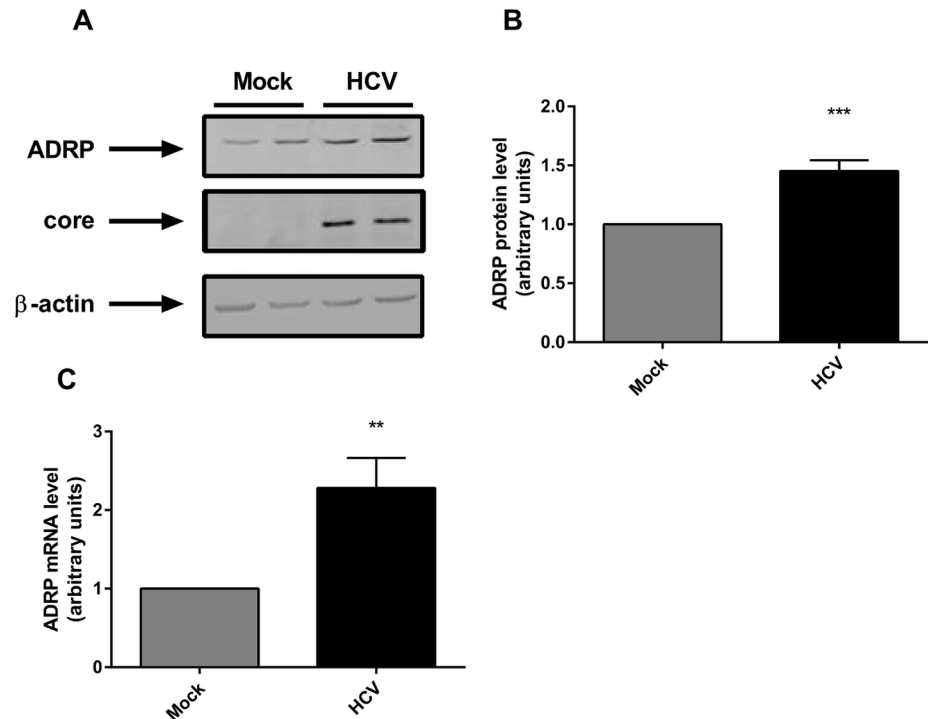 A
Mock HCV
ADRP
core
β-actin
B
ADRP protein level
(arbitrary units)
2.0
1.5
1.0
0.5
0.0
***
Mock
HCV
C
ADRP mRNA level
(arbitrary units)
3
2
1
0
**
Mock
HCV